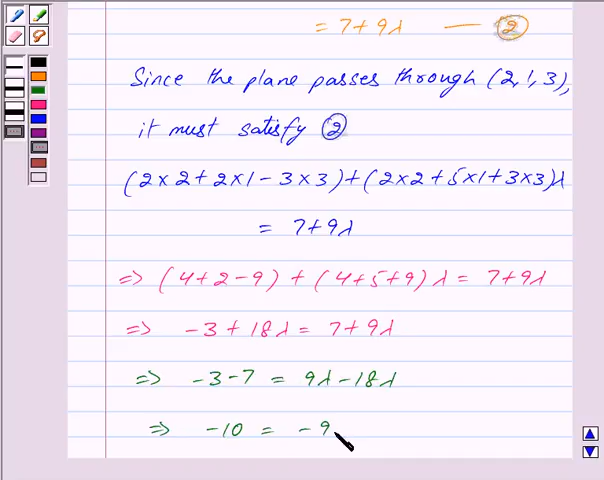 = 7+9λ — ②
Since the plane passes through (2,1,3),
it must satisfy ②
(2×2+2×1-3×3)+(2×2+5×1+3×3)λ
= 7+9λ
⇒ (4+2-9)+(4+5+9)λ = 7+9λ
⇒ -3+18λ = 7+9λ
⇒ -3-7 = 9λ-18λ
⇒ -10 = -9